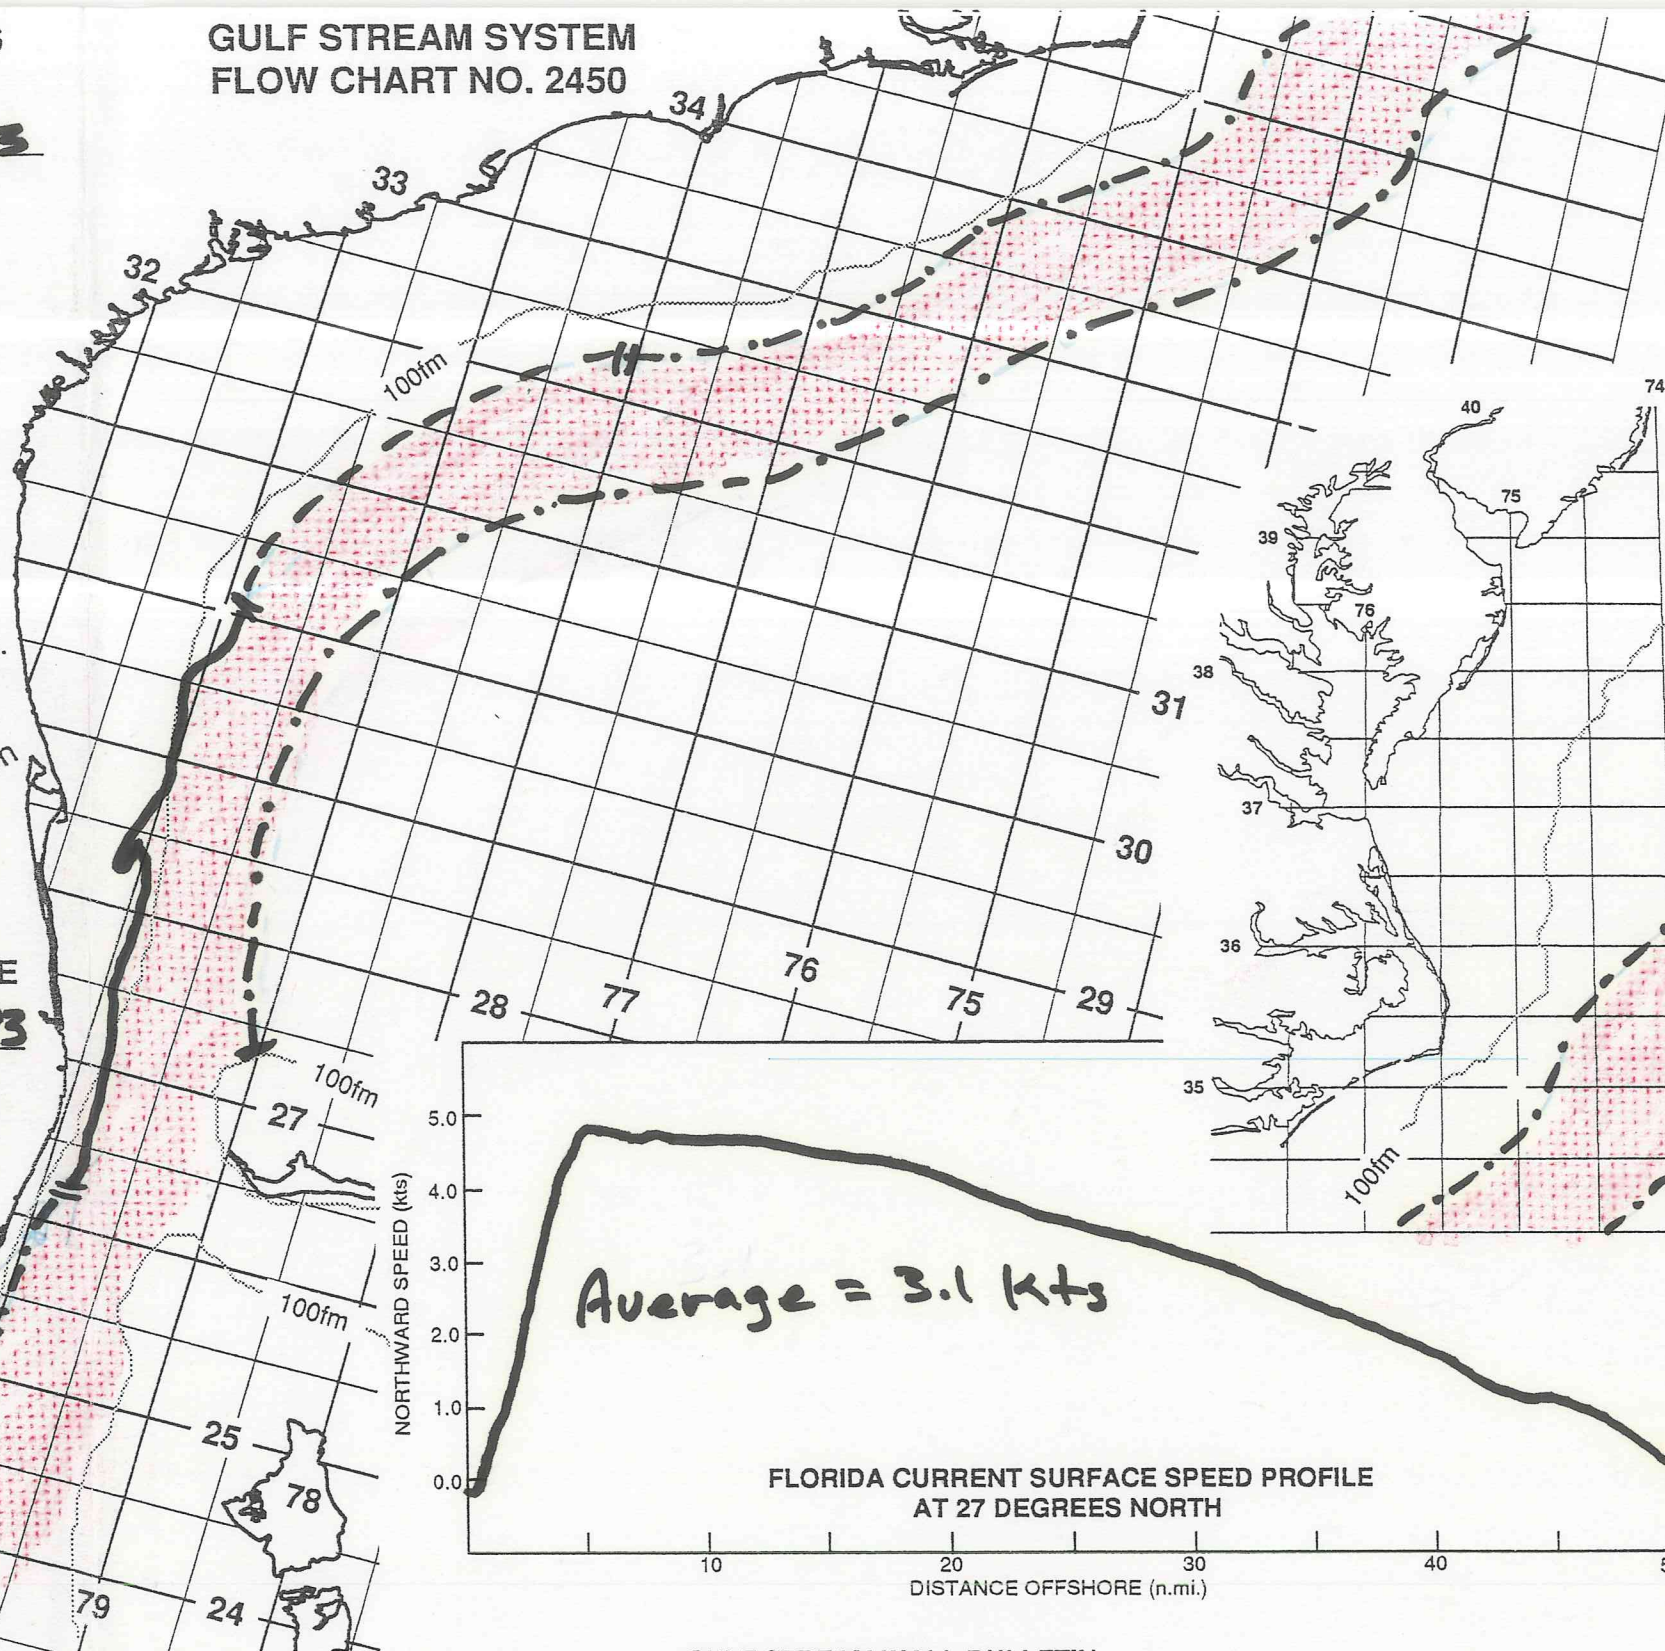 GULF STREAM SYSTEM
FLOW CHART NO. 2450
34
33
32
100fm
74
40
75
39
76
38
37
36
35
100fm
31
30
29
28
77
76
75
E
100fm
27
100fm
25
78
79
24
5.0
4.0
3.0
2.0
1.0
0.0
NORTHWARD SPEED (kts)
Average = 3.1 kts
FLORIDA CURRENT SURFACE SPEED PROFILE
AT 27 DEGREES NORTH
10
20
30
40
DISTANCE OFFSHORE (n.mi.)